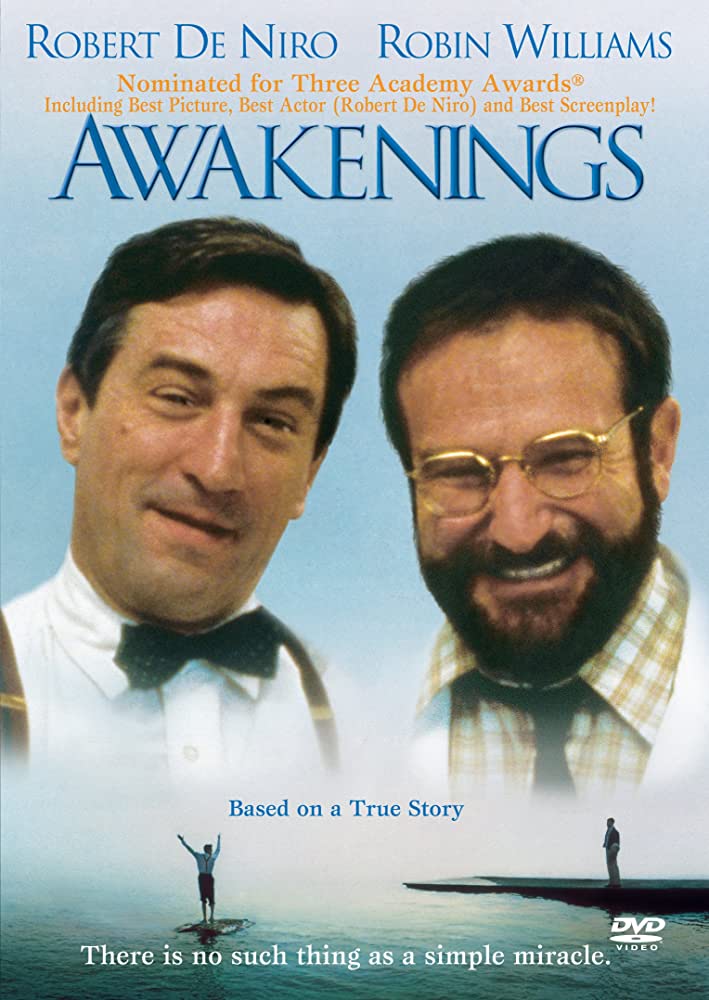 ROBERT DE NIRO ROBIN WILLIAMS
Nominated for Three Academy Awards®
Including Best Picture, Best Actor (Robert De Niro) and Best Screenplay!
AWAKENINGS
Based on a True Story
DVD
VIDEO
There is no such thing as a simple miracle.